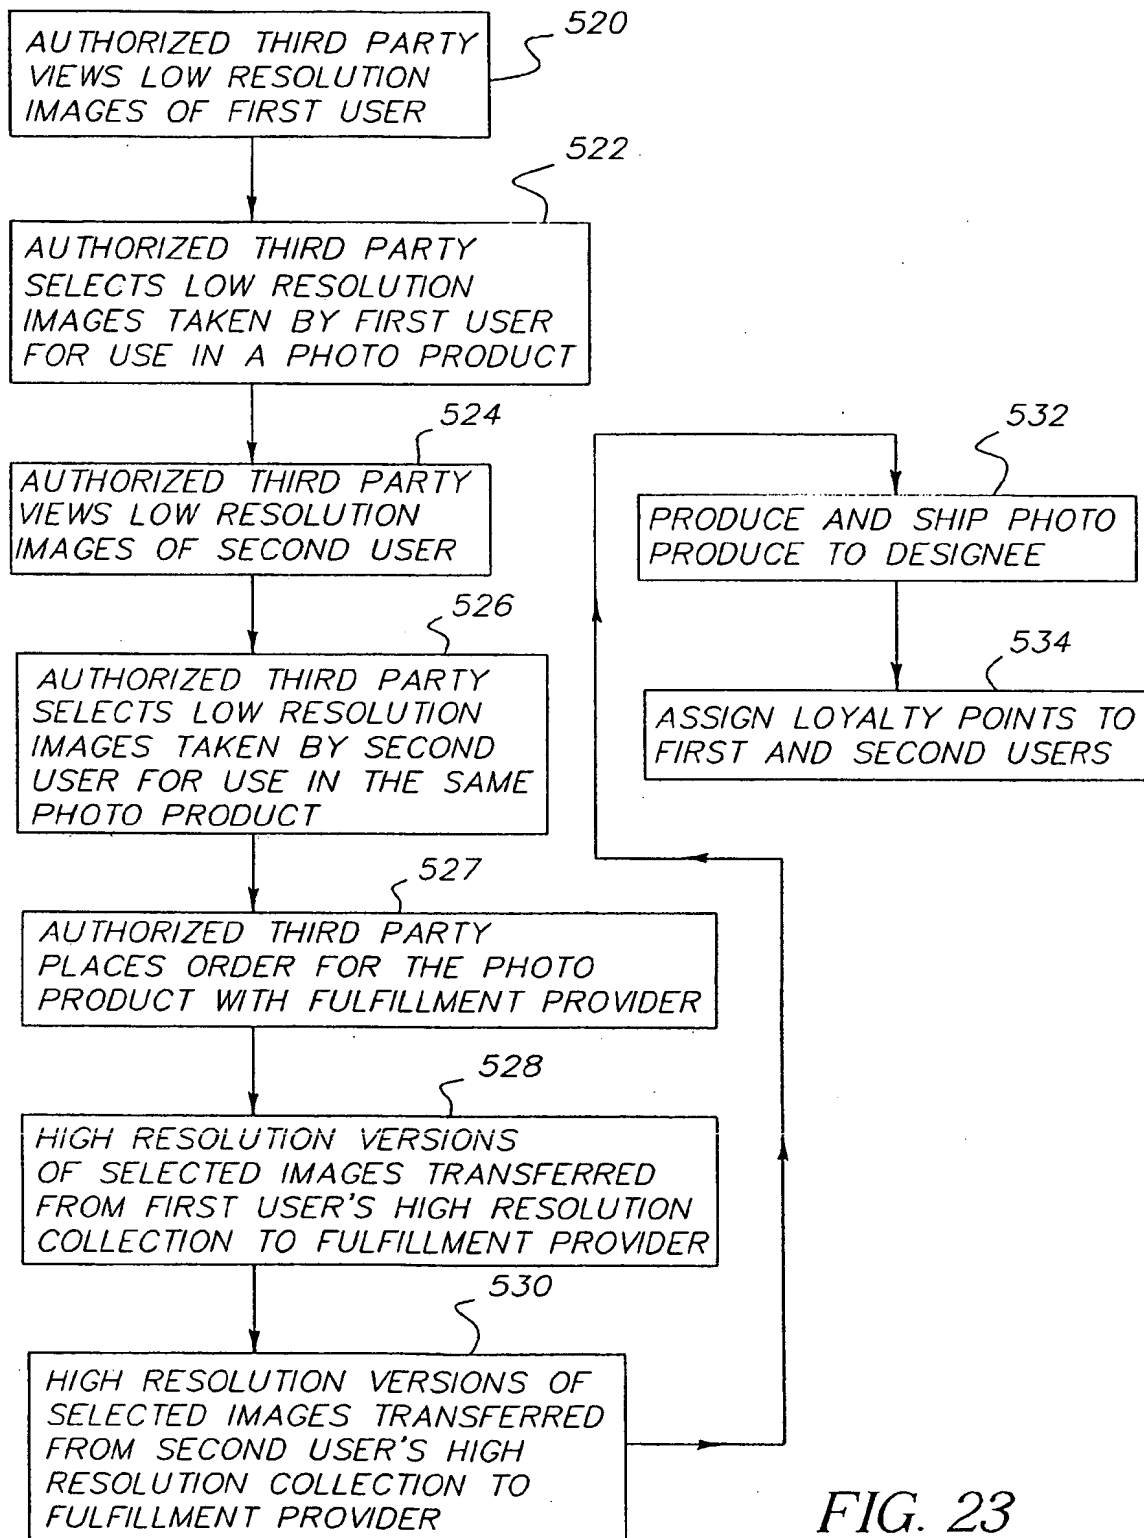 520
AUTHORIZED THIRD PARTY
VIEWS LOW RESOLUTION
IMAGES OF FIRST USER
522
AUTHORIZED THIRD PARTY
SELECTS LOW RESOLUTION
IMAGES TAKEN BY FIRST USER
FOR USE IN A PHOTO PRODUCT
524
AUTHORIZED THIRD PARTY
VIEWS LOW RESOLUTION
IMAGES OF SECOND USER
526
AUTHORIZED THIRD PARTY
SELECTS LOW RESOLUTION
IMAGES TAKEN BY SECOND
USER FOR USE IN THE SAME
PHOTO PRODUCT
527
AUTHORIZED THIRD PARTY
PLACES ORDER FOR THE PHOTO
PRODUCT WITH FULFILLMENT PROVIDER
528
HIGH RESOLUTION VERSIONS
OF SELECTED IMAGES TRANSFERRED
FROM FIRST USER'S HIGH RESOLUTION
COLLECTION TO FULFILLMENT PROVIDER
530
HIGH RESOLUTION VERSIONS OF
SELECTED IMAGES TRANSFERRED
FROM SECOND USER'S HIGH
RESOLUTION COLLECTION TO
FULFILLMENT PROVIDER
532
PRODUCE AND SHIP PHOTO
PRODUCE TO DESIGNEE
534
ASSIGN LOYALTY POINTS TO
FIRST AND SECOND USERS
FIG. 23